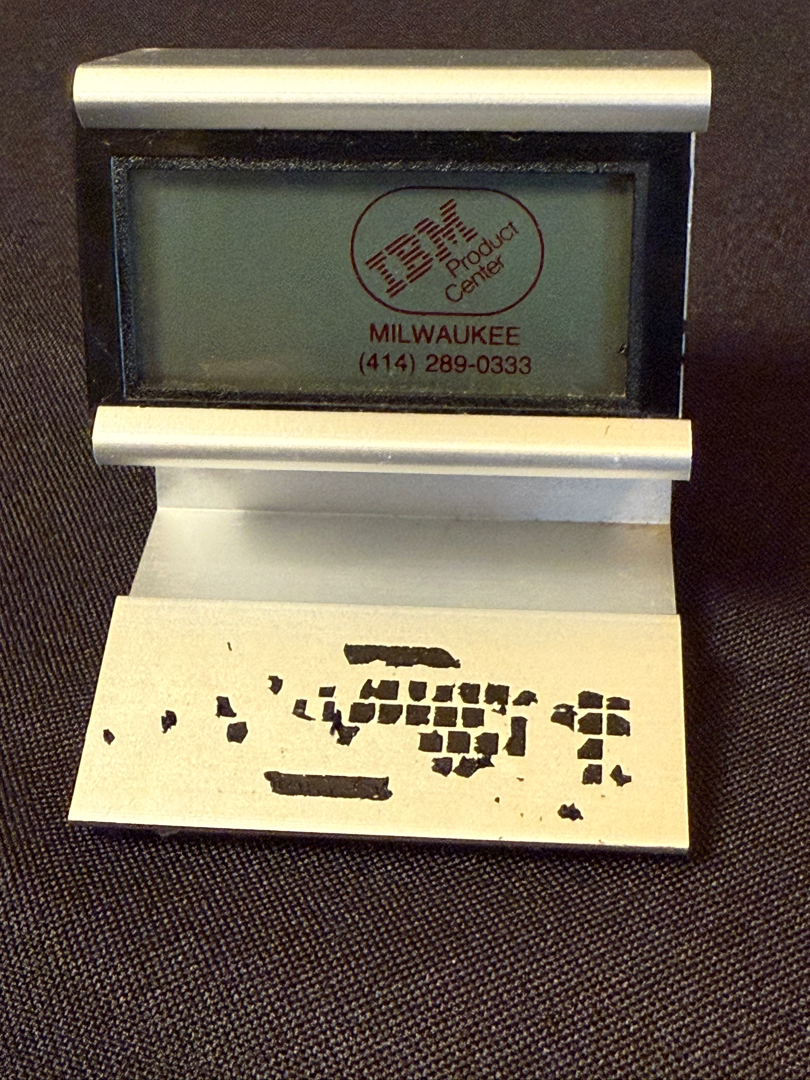 IBM
Product
Center
MILWAUKEE
(414) 289-0333